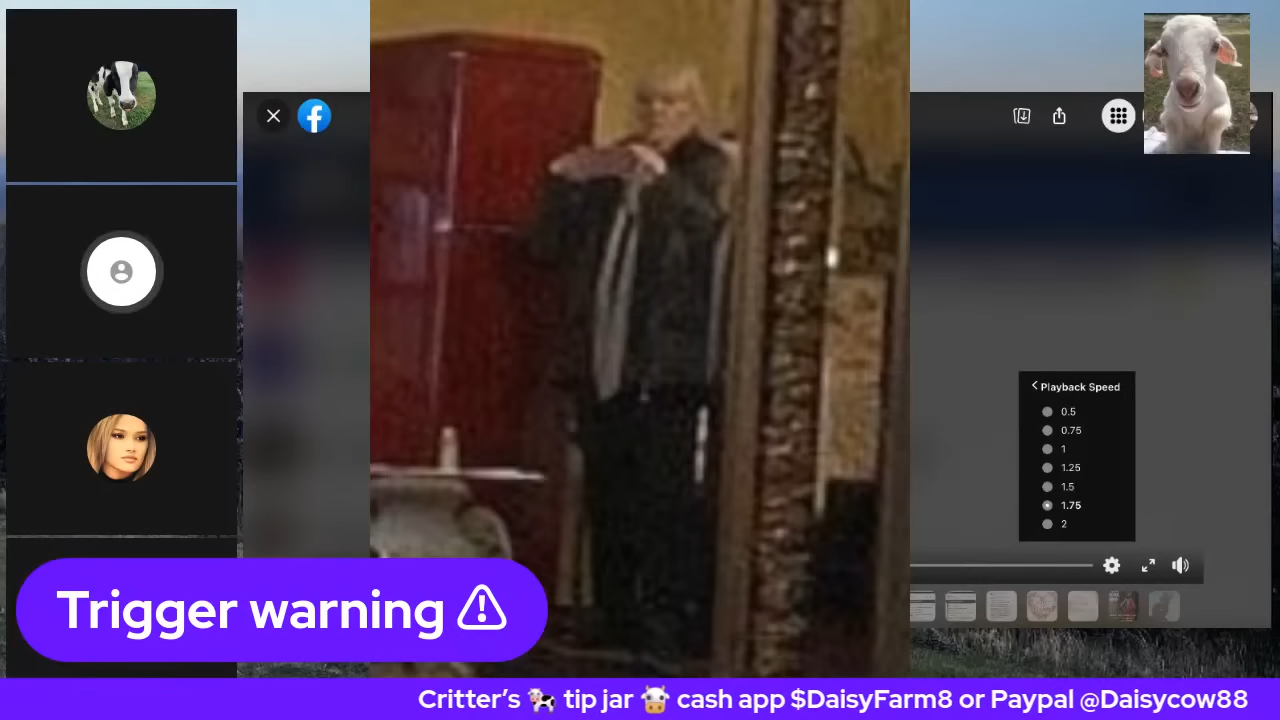 Playback Speed
0.5
0.75
1
1.25
1.5
1.75
2
Trigger warning
Critter's 🐄 tip jar 🐮 cash app $DaisyFarm8 or Paypal @Daisycow88